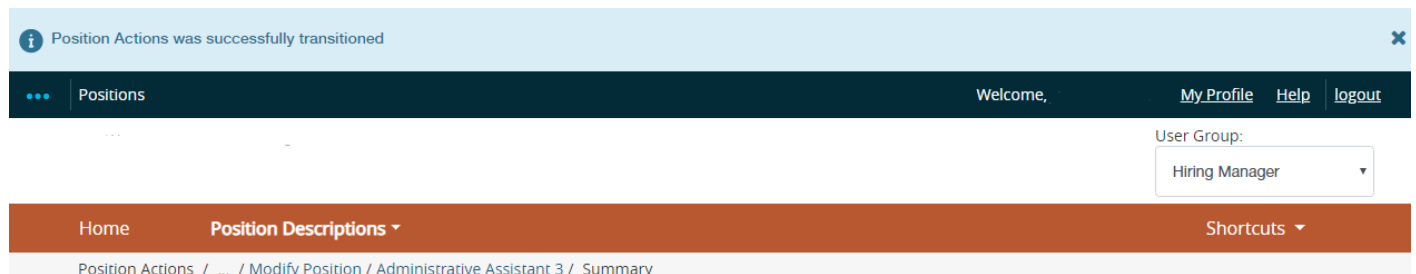 Position Actions was successfully transitioned
Positions Welcome, My Profile Help logout
User Group:
Hiring Manager
Home Position Descriptions Shortcuts
Position Actions / ... / Modify Position / Administrative Assistant 3 / Summary